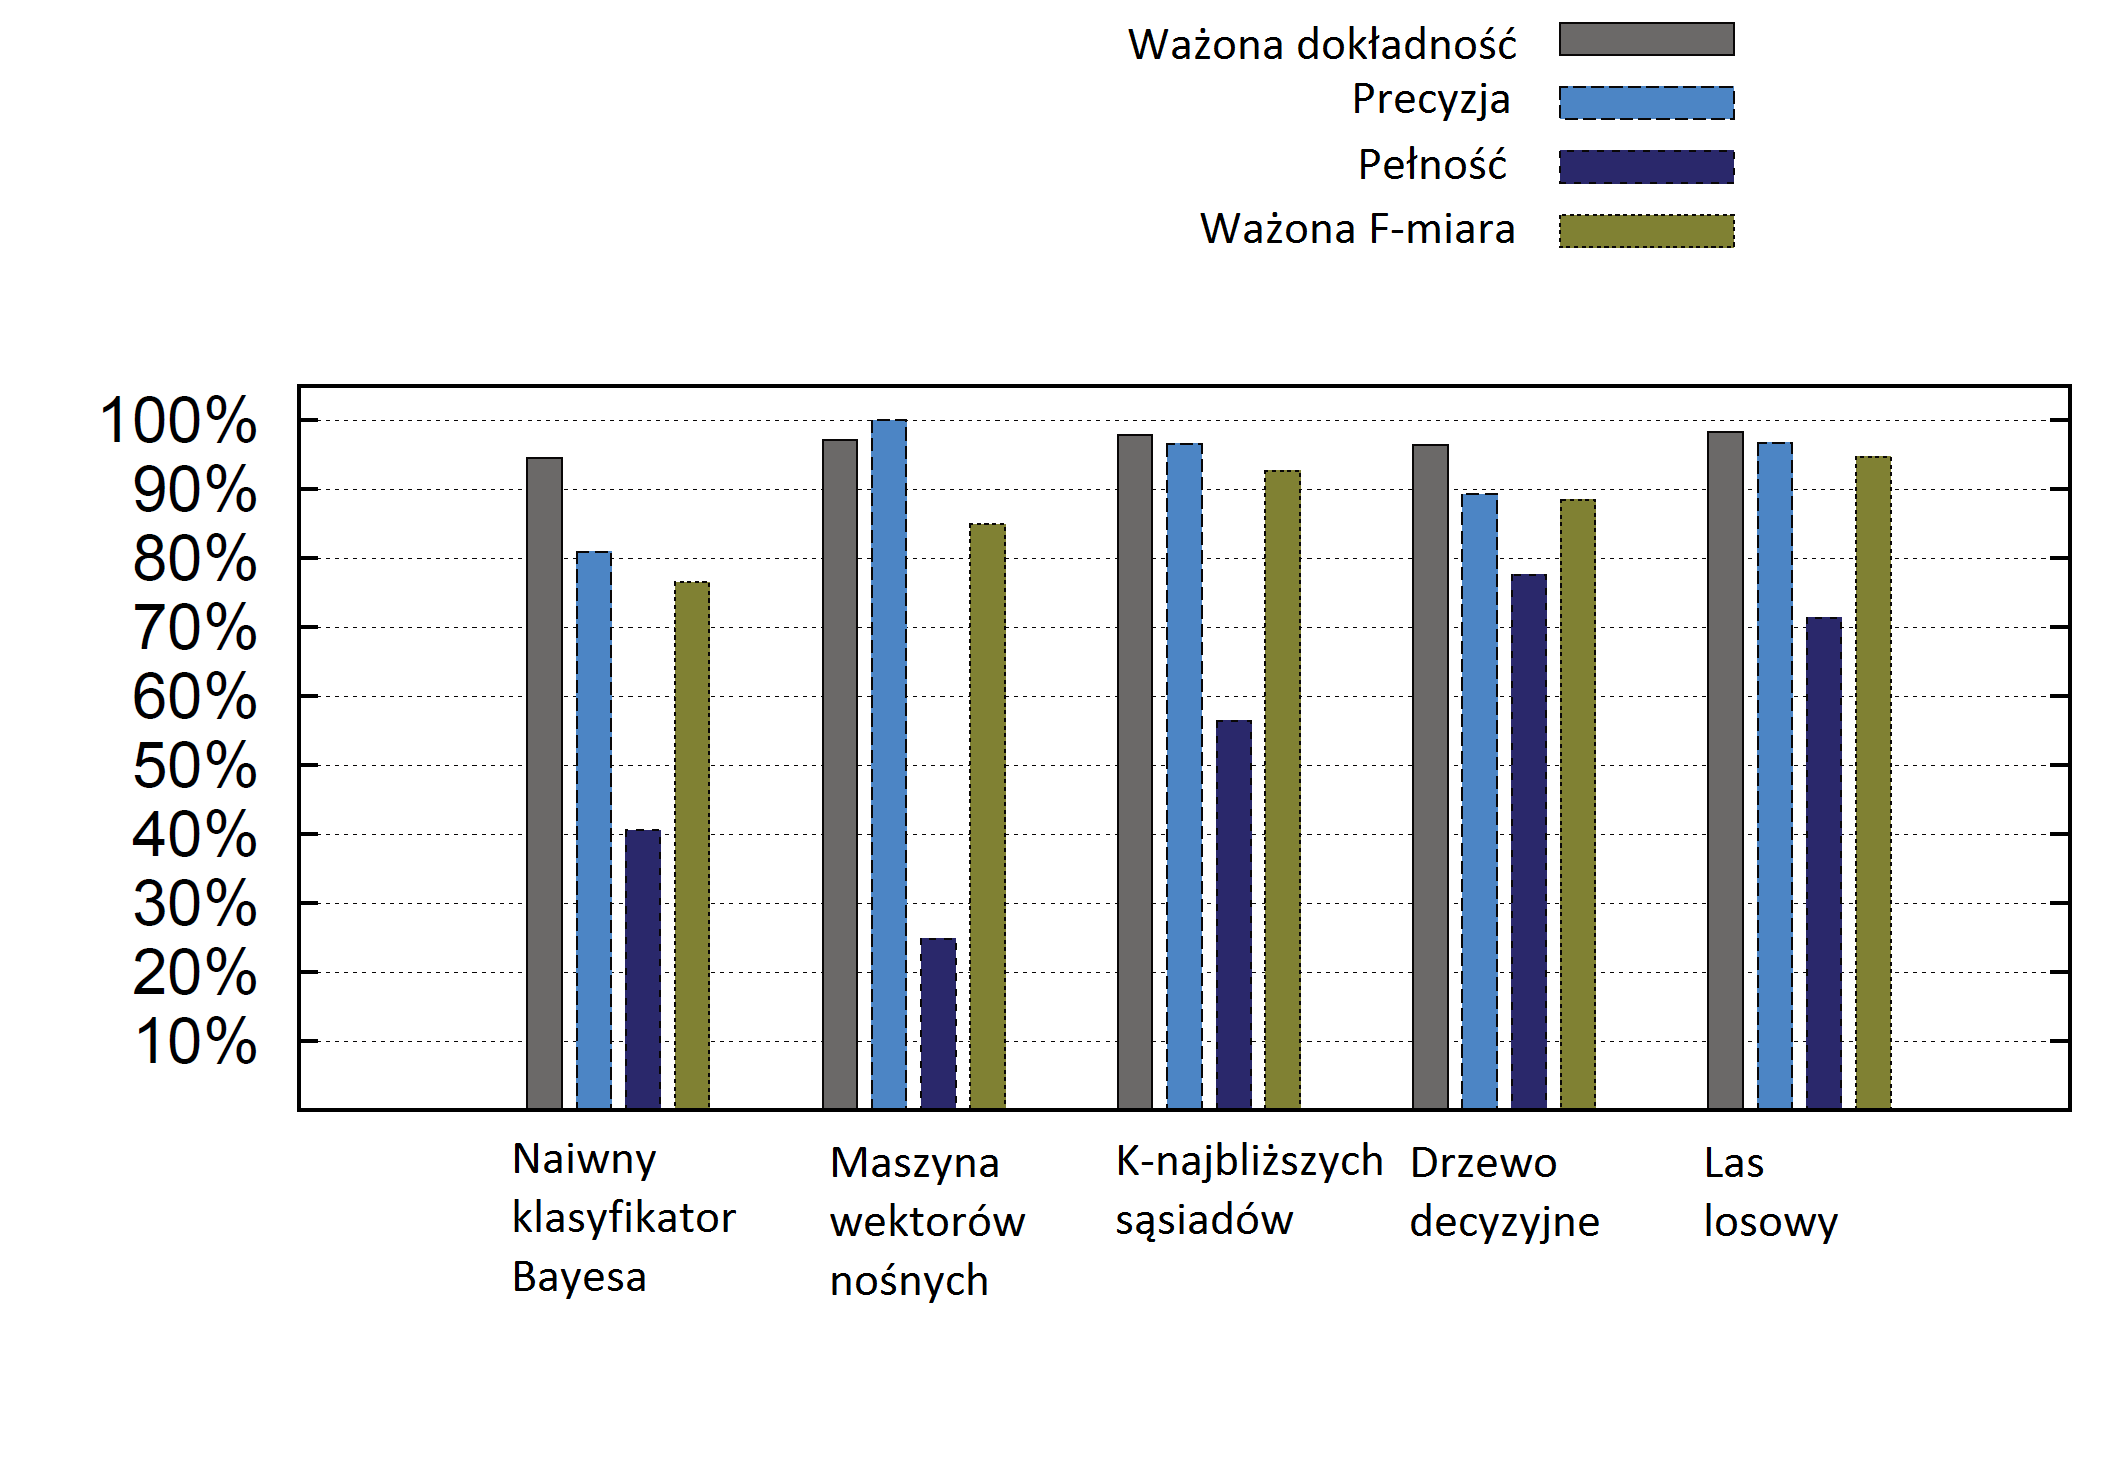 Ważona dokładność
Precyzja
Pełność
Ważona F-miara
100%
90%
80%
70%
60%
50%
40%
30%
20%
10%
Naiwny
klasyfikator
Bayesa
Maszyna
wektorów
nośnych
K-najbliższych
sąsiadów
Drzewo
decyzyjne
Las
losowy